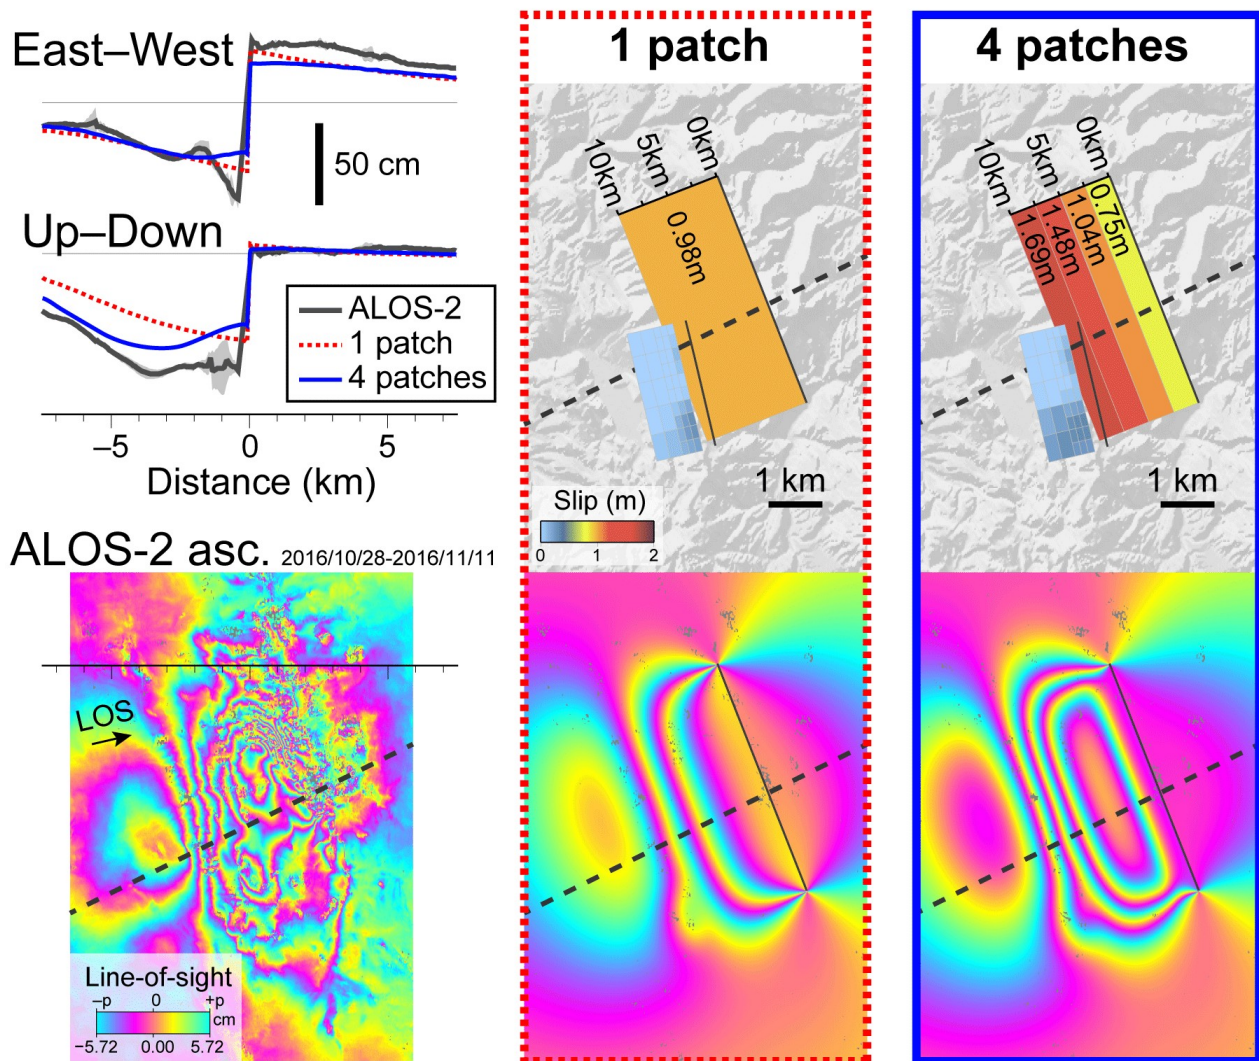 East–West
50 cm
Up–Down
ALOS-2
1 patch
4 patches
−5
0
5
Distance (km)
1 patch
0km
5km
10km
0.98m
1 km
Slip (m)
0
1
2
4 patches
0km
5km
10km
0.75m
1.04m
1.48m
1.69m
1 km
ALOS-2 asc. 2016/10/28-2016/11/11
LOS
Line-of-sight
−p 0 +p
cm
−5.72 0.00 5.72